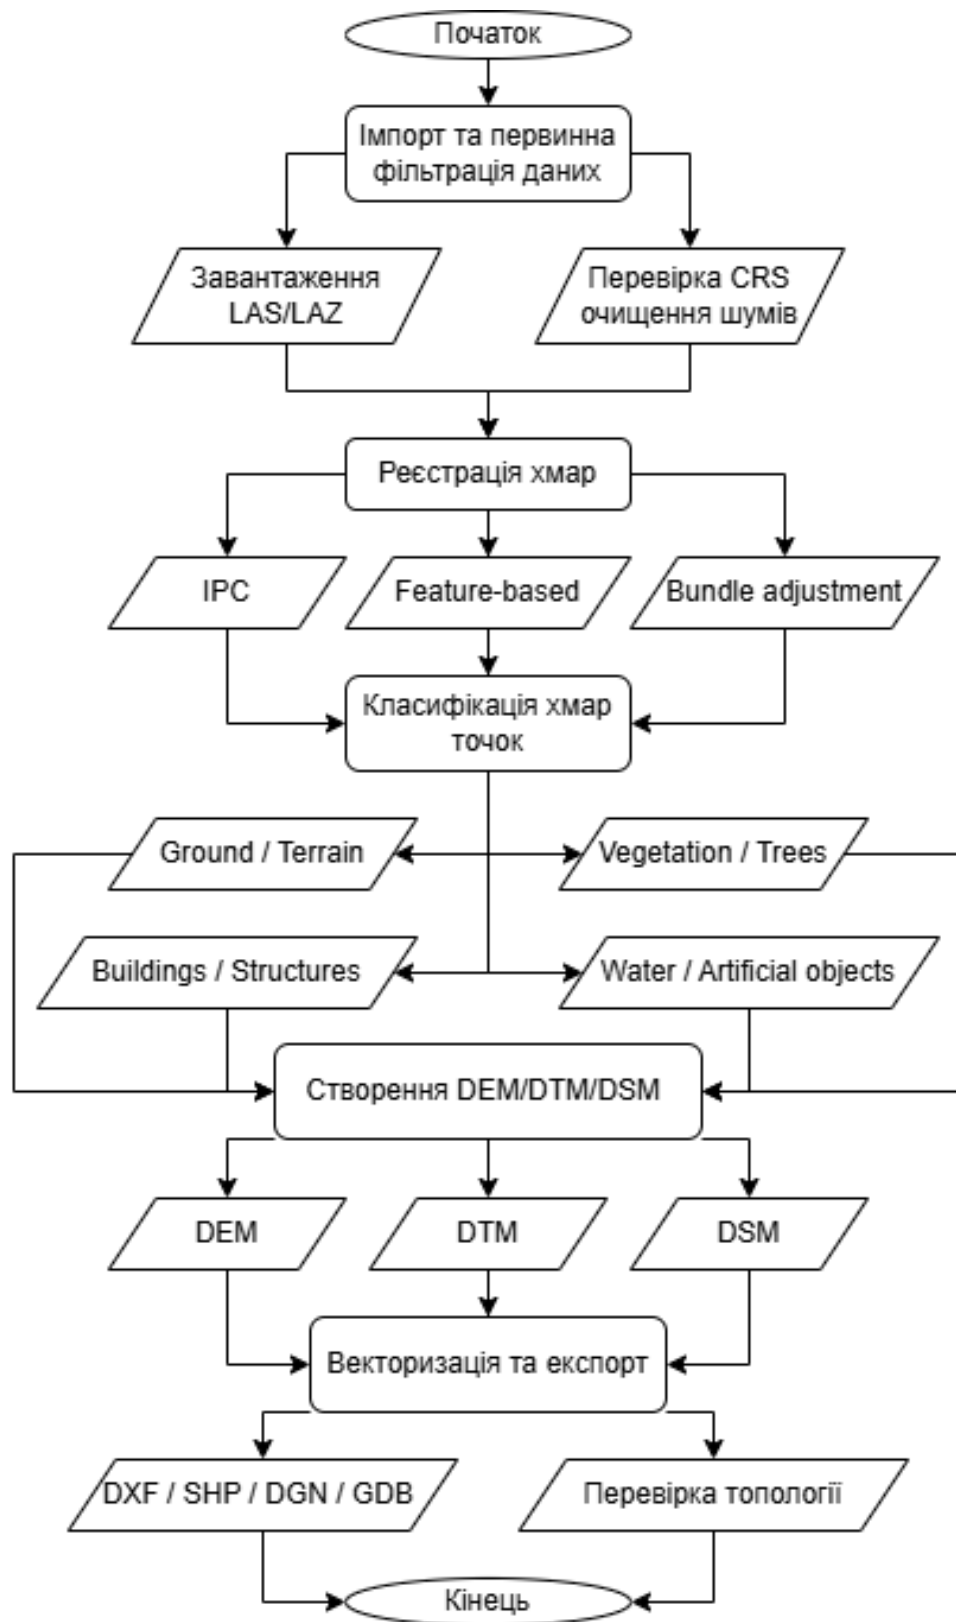 Початок
Імпорт та первинна
фільтрація даних
Завантаження
LAS/LAZ
Перевірка CRS
очищення шумів
Реєстрація хмар
IPC
Feature-based
Bundle adjustment
Класифікація хмар
точок
Ground / Terrain
Vegetation / Trees
Buildings / Structures
Water / Artificial objects
Створення DEM/DTM/DSM
DEM
DTM
DSM
Векторизація та експорт
DXF / SHP / DGN / GDB
Перевірка топології
Кінець